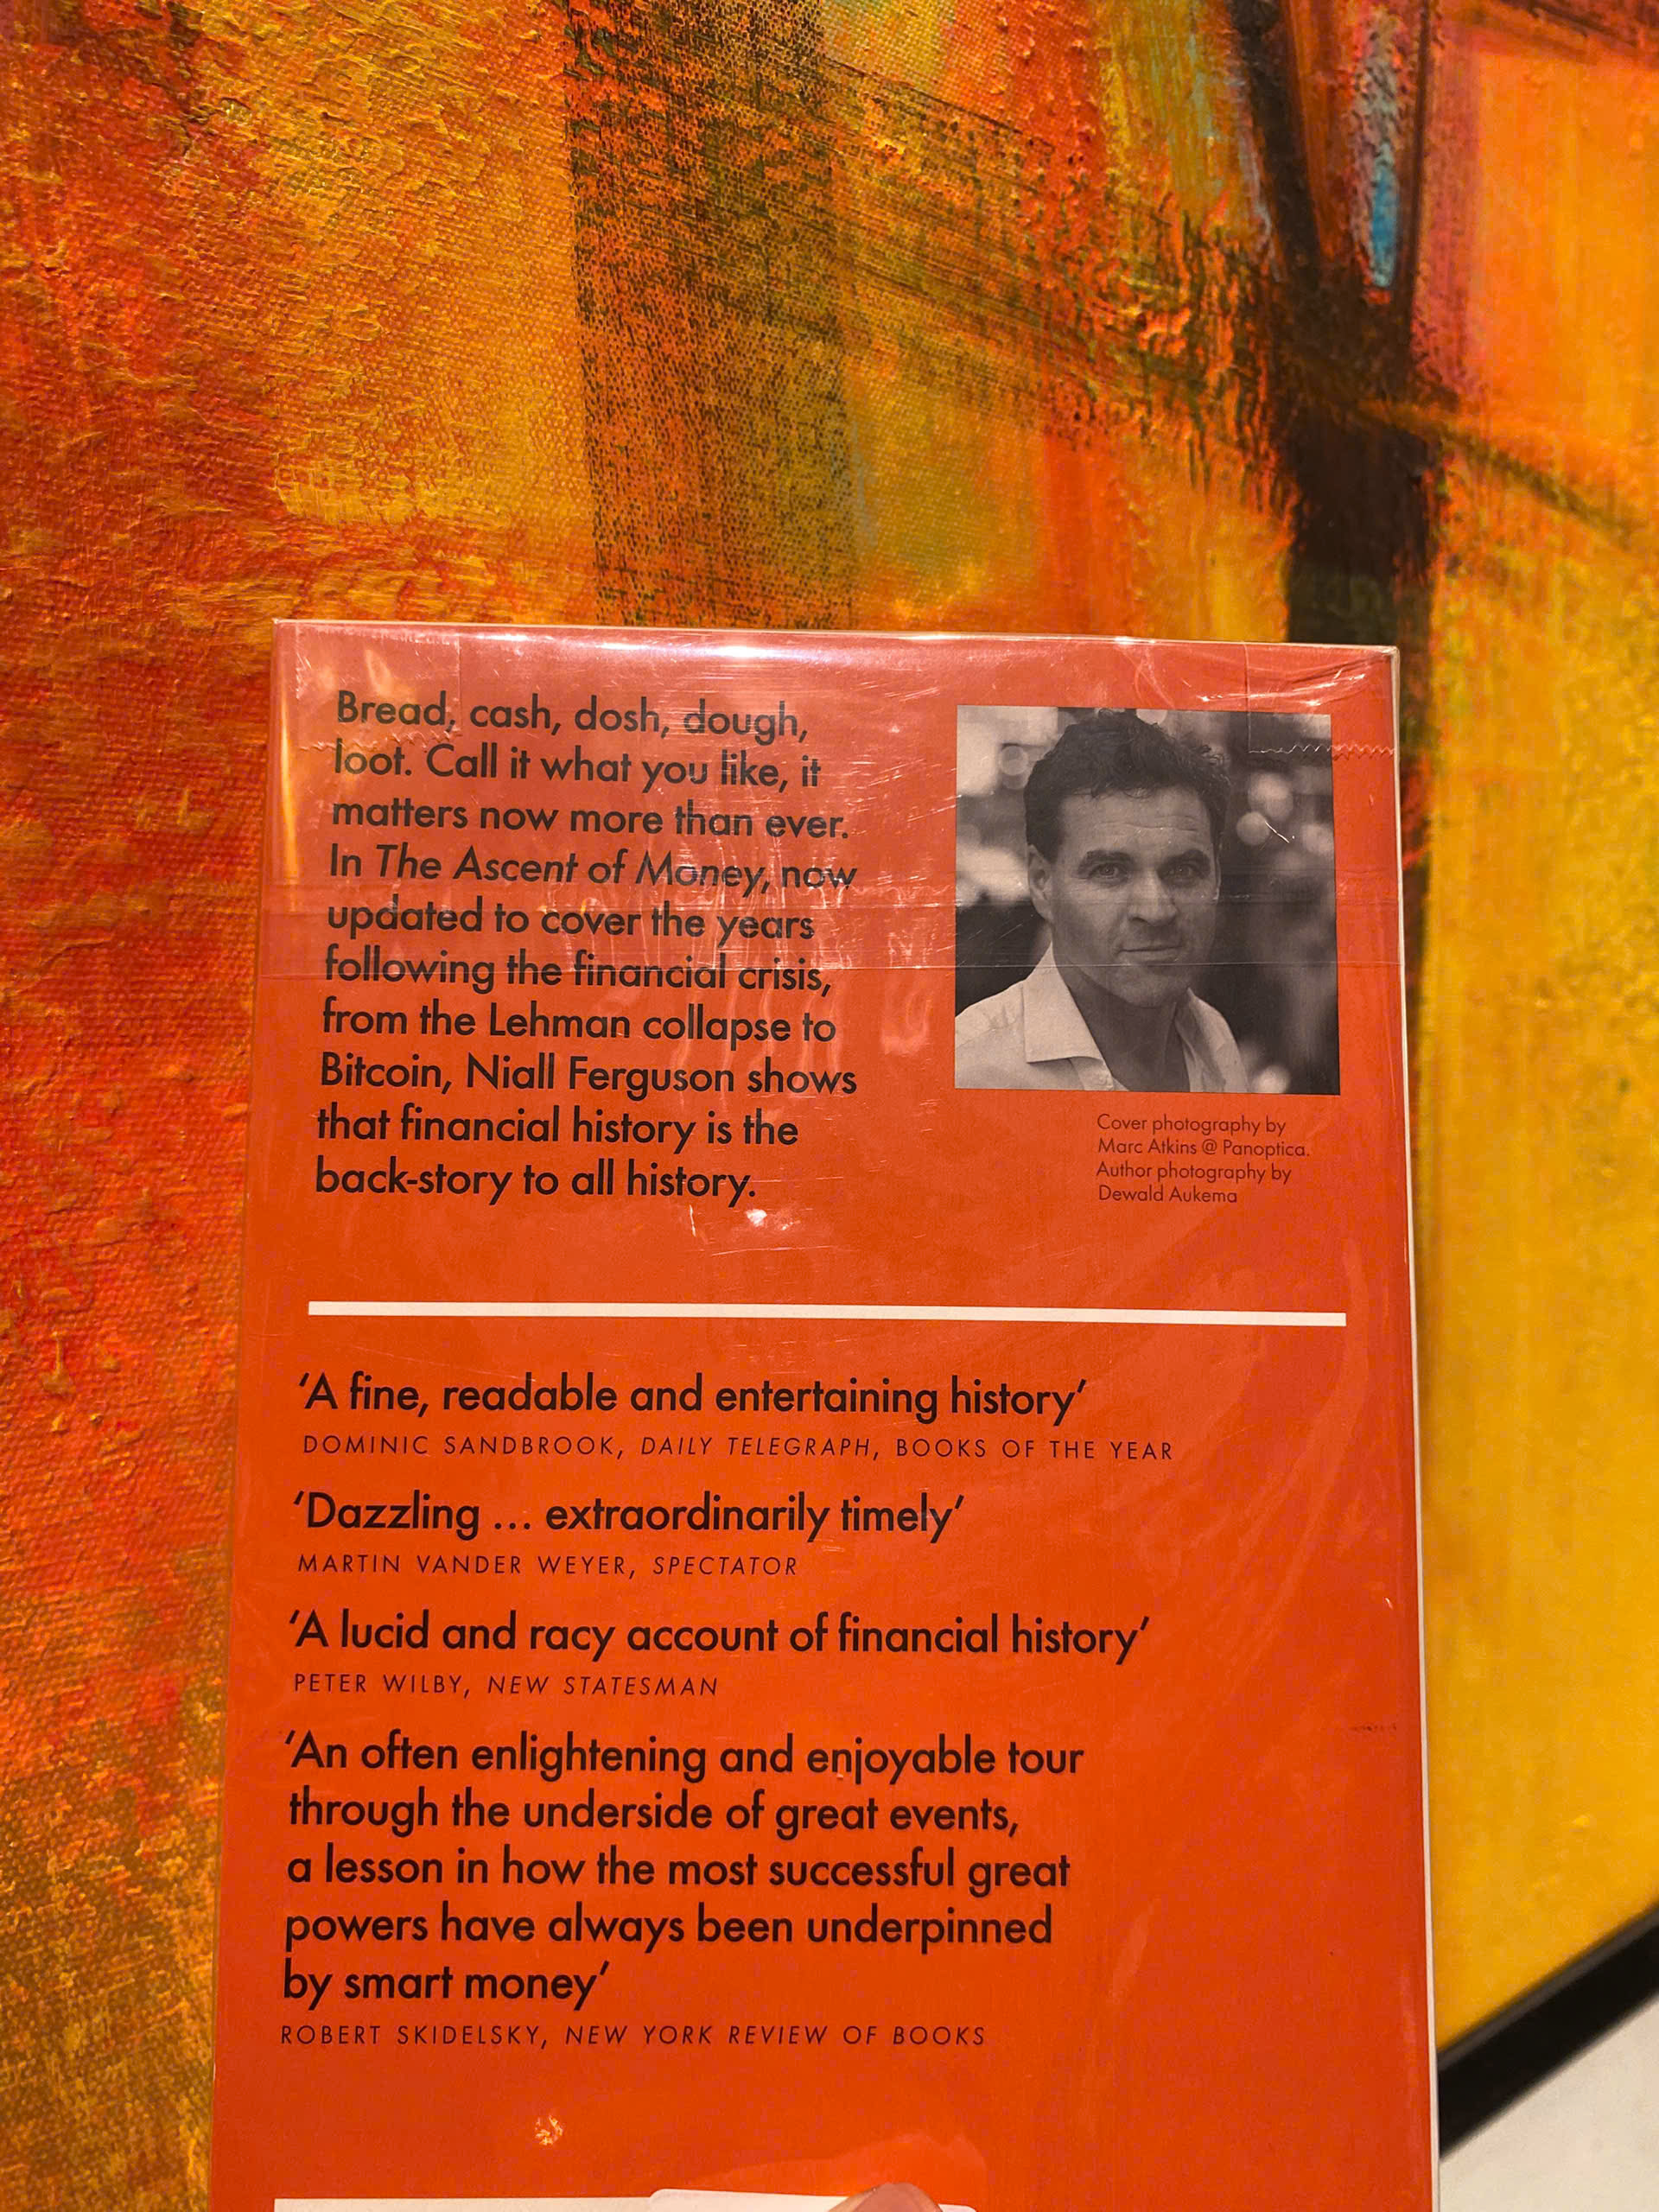 Bread, cash, dosh, dough,
loot. Call it what you like, it
matters now more than ever.
In The Ascent of Money, now
updated to cover the years
following the financial crisis,
from the Lehman collapse to
Bitcoin, Niall Ferguson shows
that financial history is the
back-story to all history.
Cover photography by
Marc Atkins @ Panoptica.
Author photography by
Dewald Aukema
‘A fine, readable and entertaining history’
DOMINIC SANDBROOK, DAILY TELEGRAPH, BOOKS OF THE YEAR
‘Dazzling ... extraordinarily timely’
MARTIN VANDER WEYER, SPECTATOR
‘A lucid and racy account of financial history’
PETER WILBY, NEW STATESMAN
‘An often enlightening and enjoyable tour
through the underside of great events,
a lesson in how the most successful great
powers have always been underpinned
by smart money’
ROBERT SKIDELSKY, NEW YORK REVIEW OF BOOKS